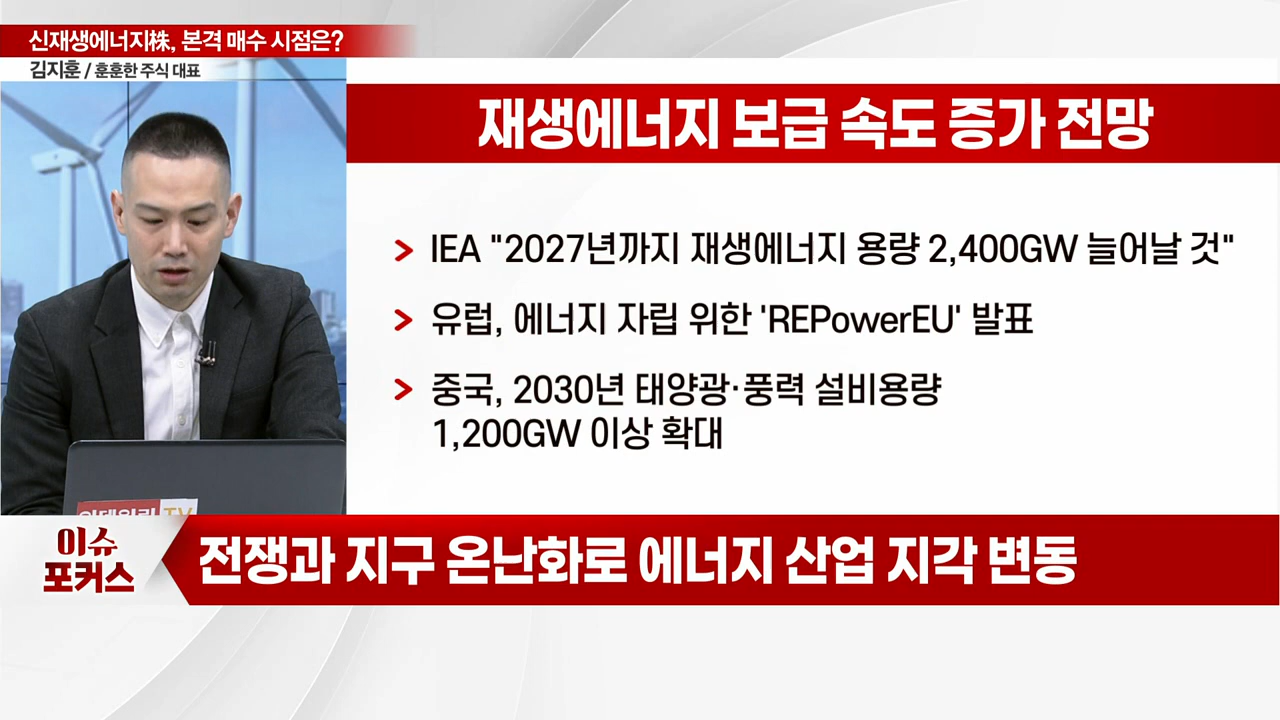 신재생에너지株, 본격 매수 시점은?
김지훈 / 훈훈한 주식 대표
재생에너지 보급 속도 증가 전망
IEA "2027년까지 재생에너지 용량 2,400GW 늘어날 것"
유럽, 에너지 자립 위한 'REPowerEU' 발표
중국, 2030년 태양광·풍력 설비용량
1,200GW 이상 확대
TV
이슈
포커스
전쟁과 지구 온난화로 에너지 산업 지각 변동